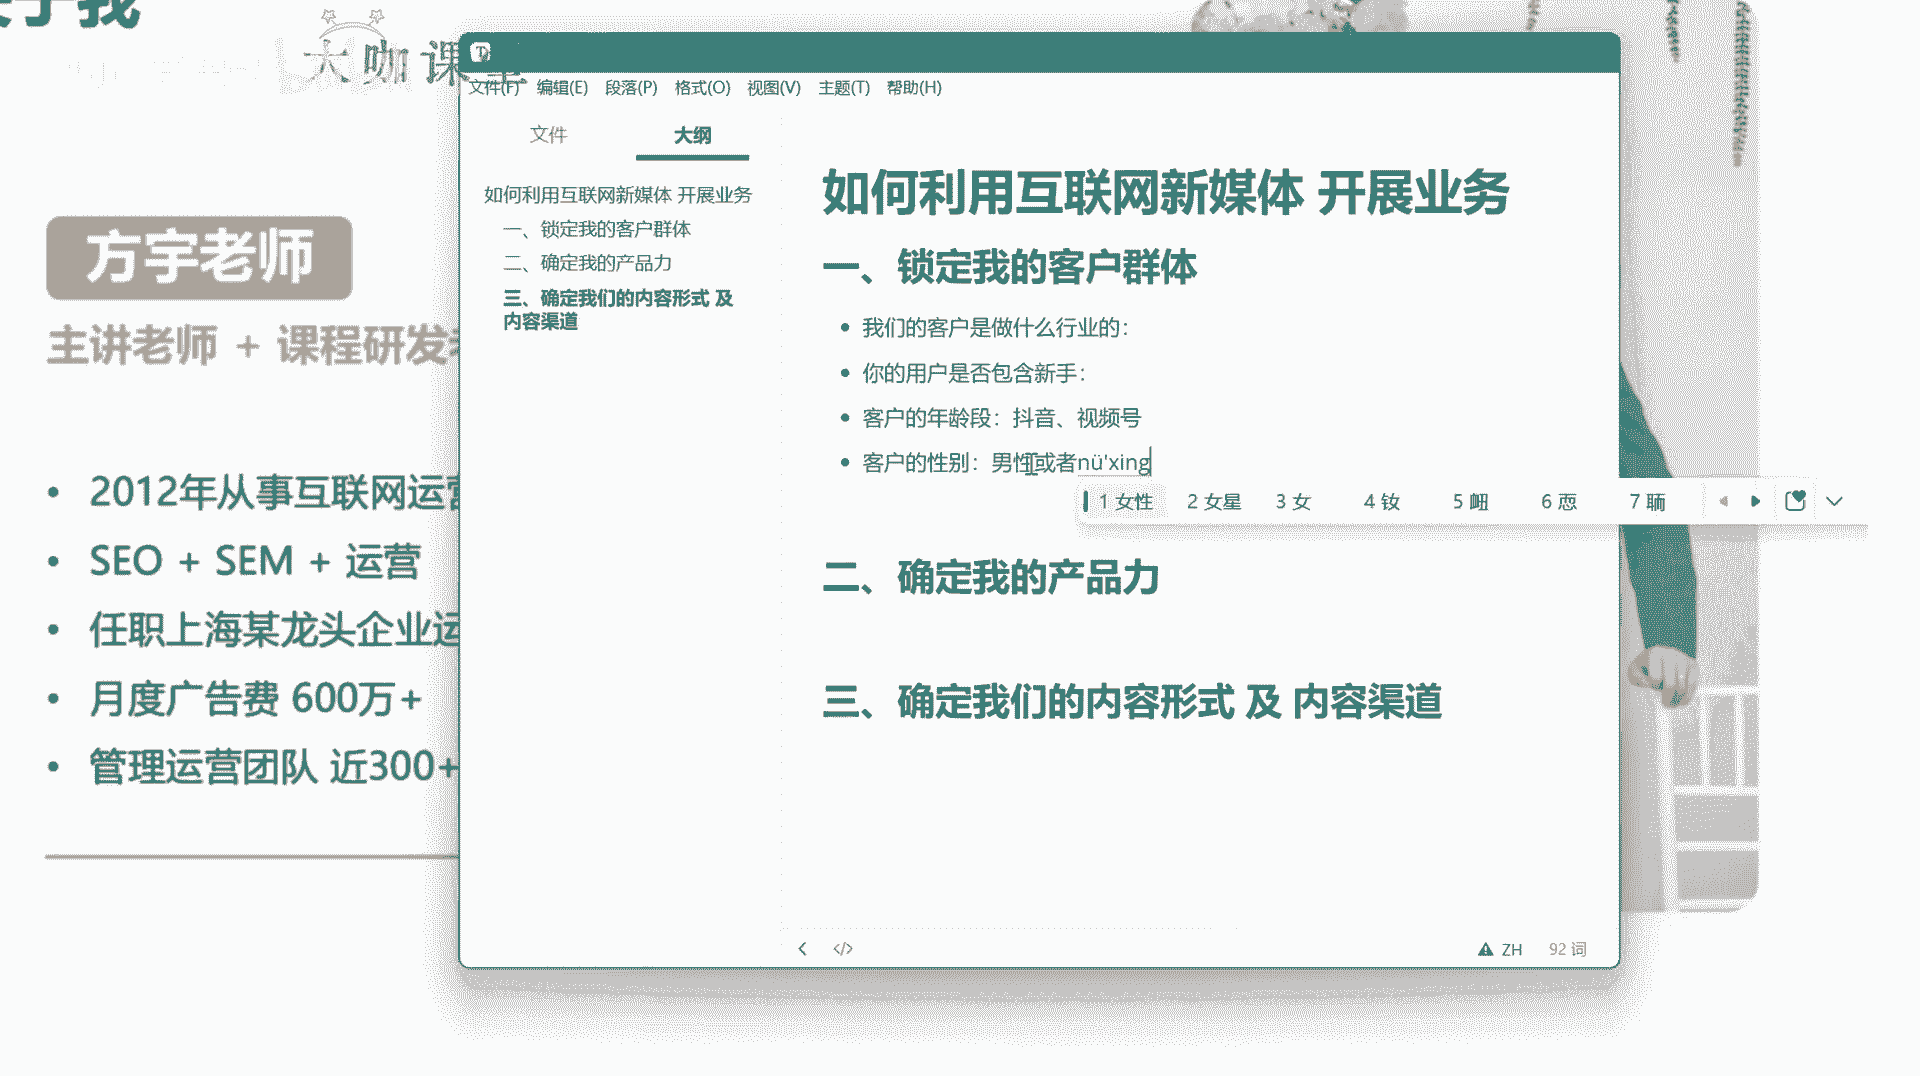 大咖课堂
方宇老师
主讲老师 + 课程研发
2012年从事互联网运营
SEO + SEM + 运营
任职上海某龙头企业运
月度广告费 600万+
管理运营团队 近300+
文件(F) 编辑(E) 段落(P) 格式(O) 视图(V) 主题(T) 帮助(H)
文件 大纲
如何利用互联网新媒体 开展业务
一、锁定我的客户群体
二、确定我的产品力
三、确定我们的内容形式 及
内容渠道
如何利用互联网新媒体 开展业务
一、锁定我的客户群体
我们的客户是做什么行业的：
你的用户是否包含新手：
客户的年龄段：抖音、视频号
客户的性别：男性或者nü'xing
1 女性 2 女星 3 女 4 钕 5 衄 6 恧 7
二、确定我的产品力
三、确定我们的内容形式 及 内容渠道
ZH 92 词